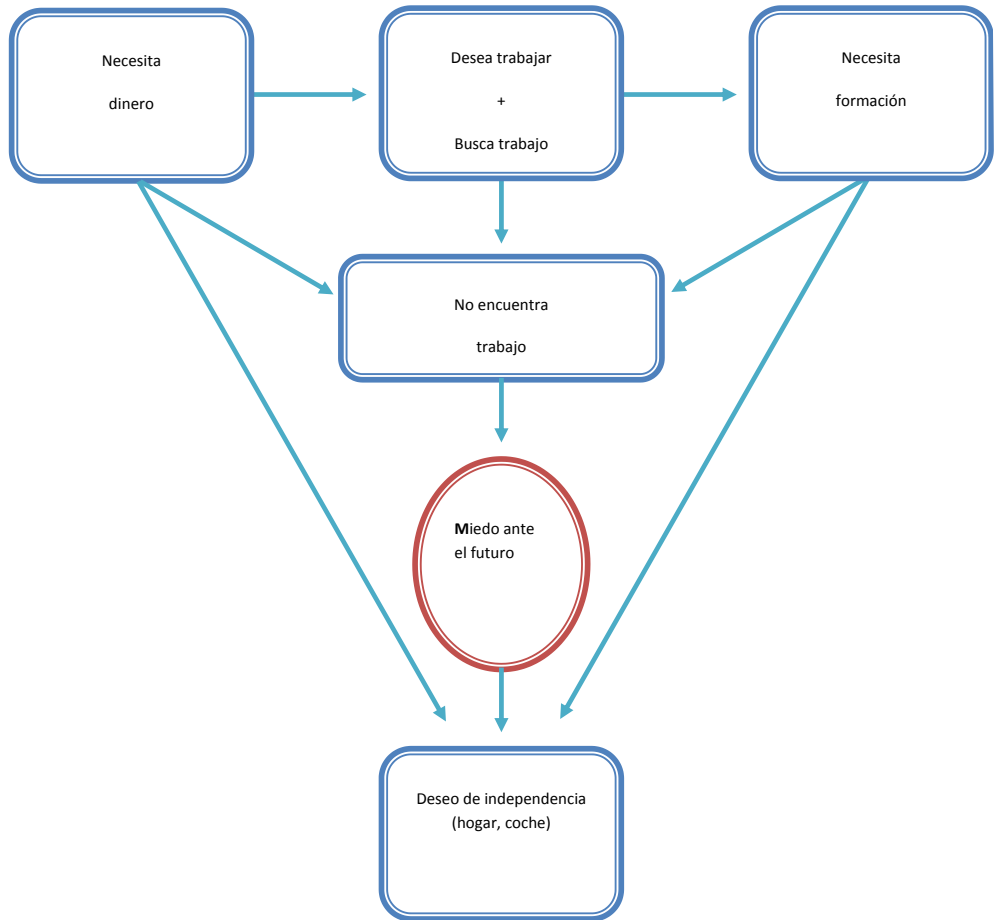 Necesita
dinero
Desea trabajar
+
Busca trabajo
Necesita
formación
No encuentra
trabajo
Miedo ante
el futuro
Deseo de independencia
(hogar, coche)